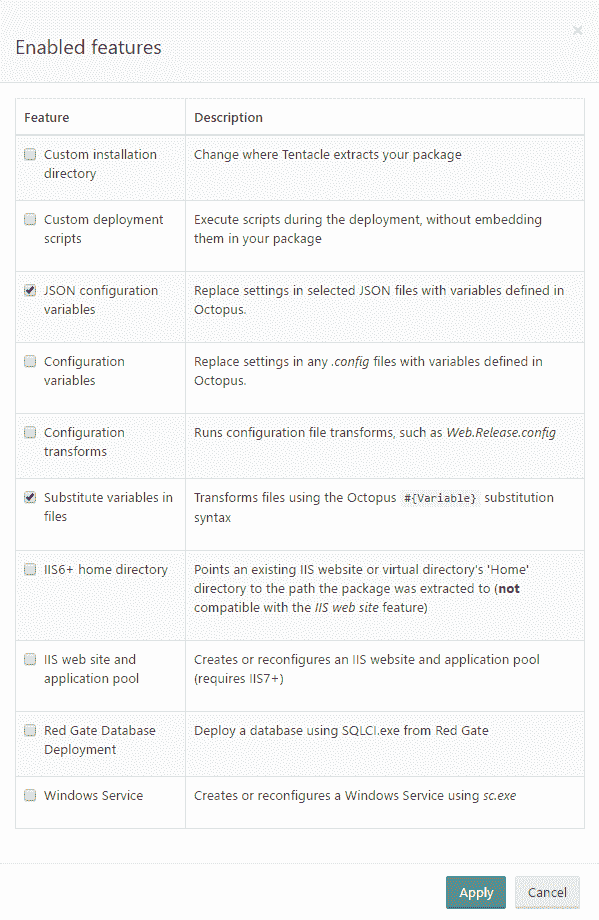 ×
Enabled features
Feature
Description
Custom installation
directory
Change where Tentacle extracts your package
Custom deployment
scripts
Execute scripts during the deployment, without embedding
them in your package
JSON configuration
variables
Replace settings in selected JSON files with variables defined in
Octopus.
Configuration
variables
Replace settings in any .config files with variables defined in
Octopus.
Configuration
transforms
Runs configuration file transforms, such as Web.Release.config
Substitute variables in
files
Transforms files using the Octopus #{Variable} substitution
syntax
IIS6+ home directory
Points an existing IIS website or virtual directory's 'Home'
directory to the path the package was extracted to (not
compatible with the IIS web site feature)
IIS web site and
application pool
Creates or reconfigures an IIS website and application pool
(requires IIS7+)
Red Gate Database
Deployment
Deploy a database using SQLCI.exe from Red Gate
Windows Service
Creates or reconfigures a Windows Service using sc.exe
Apply
Cancel